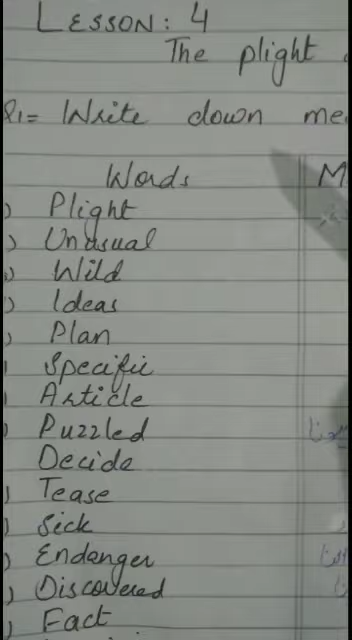 LESSON: 4
The plight
Q1= Write down me
Words M
Plight
Unusual
Wild
Ideas
Plan
Specific
Article
Puzzled
Decide
Tease
Sick
Endanger
Discovered
Fact